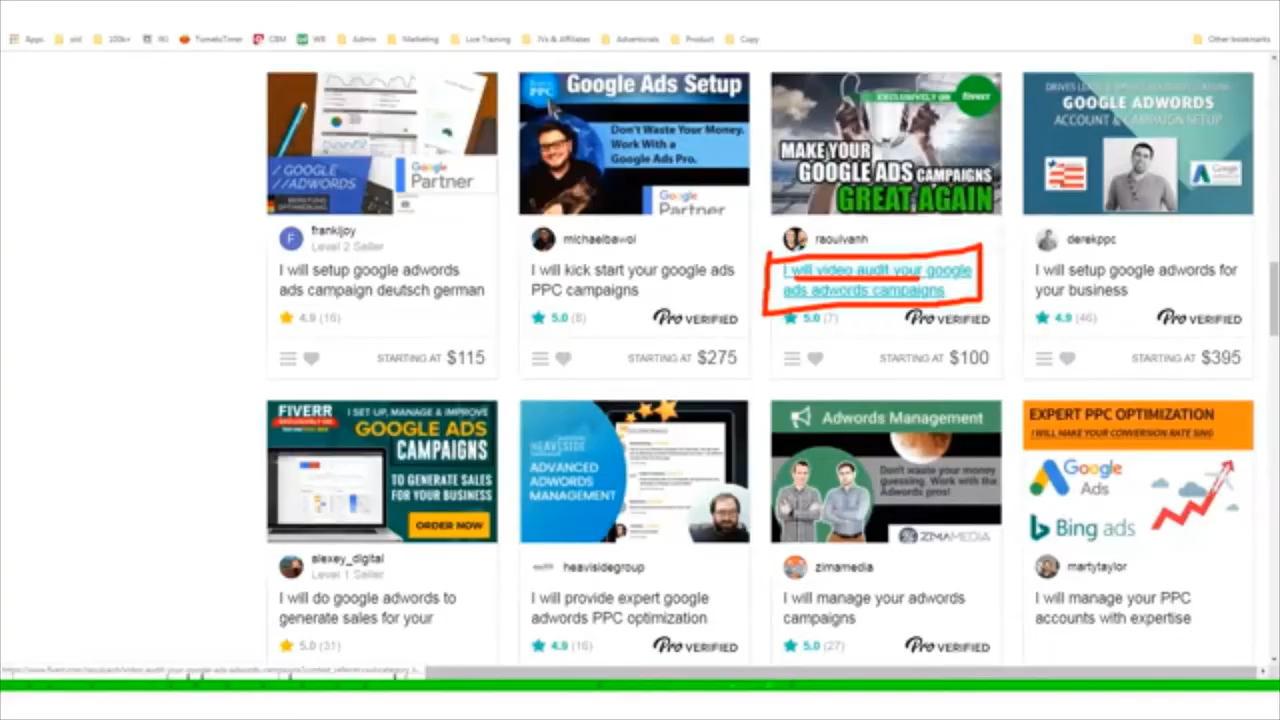 Apps
old
100k+
CBM
WB
Admin
Marketing
Live Training
JVs & Affiliates
Advertorials
Product
Copy
Other bookmarks
/ GOOGLE
//ADWORDS
Google
Partner
frankljoy
Level 2 Seller
I will setup google adwords
ads campaign deutsch german
4.9 (16)
STARTING AT $115
PPC
Google Ads Setup
Don't Waste Your Money.
Work With a
Google Ads Pro.
Google
Partner
michaelbawol
I will kick start your google ads
PPC campaigns
5.0 (8)
Pro VERIFIED
STARTING AT $275
EXCLUSIVELY ON fiverr
MAKE YOUR
GOOGLE ADS CAMPAIGNS
GREAT AGAIN
raoulvanh
I will video audit your google
ads adwords campaigns
5.0 (7)
Pro VERIFIED
STARTING AT $100
GOOGLE ADWORDS
ACCOUNT & CAMPAIGN SETUP
Google
derekppc
I will setup google adwords for
your business
4.9 (46)
Pro VERIFIED
STARTING AT $395
FIVERR
I SET UP, MANAGE & IMPROVE
GOOGLE ADS
CAMPAIGNS
TO GENERATE SALES
FOR YOUR BUSINESS
ORDER NOW
alexey_digital
Level 1 Seller
I will do google adwords to
generate sales for your
5.0 (31)
HEAVISIDE
ADVANCED
ADWORDS
MANAGEMENT
heavisidegroup
I will provide expert google
adwords PPC optimization
4.9 (16)
Pro VERIFIED
Adwords Management
Don't waste your money
guessing. Work with the
Adwords pros!
ZIMAMEDIA
zimamedia
I will manage your adwords
campaigns
5.0 (27)
Pro VERIFIED
EXPERT PPC OPTIMIZATION
I WILL MAKE YOUR CONVERSION RATE SING
Google
Ads
Bing ads
martytaylor
I will manage your PPC
accounts with expertise
Pro VERIFIED